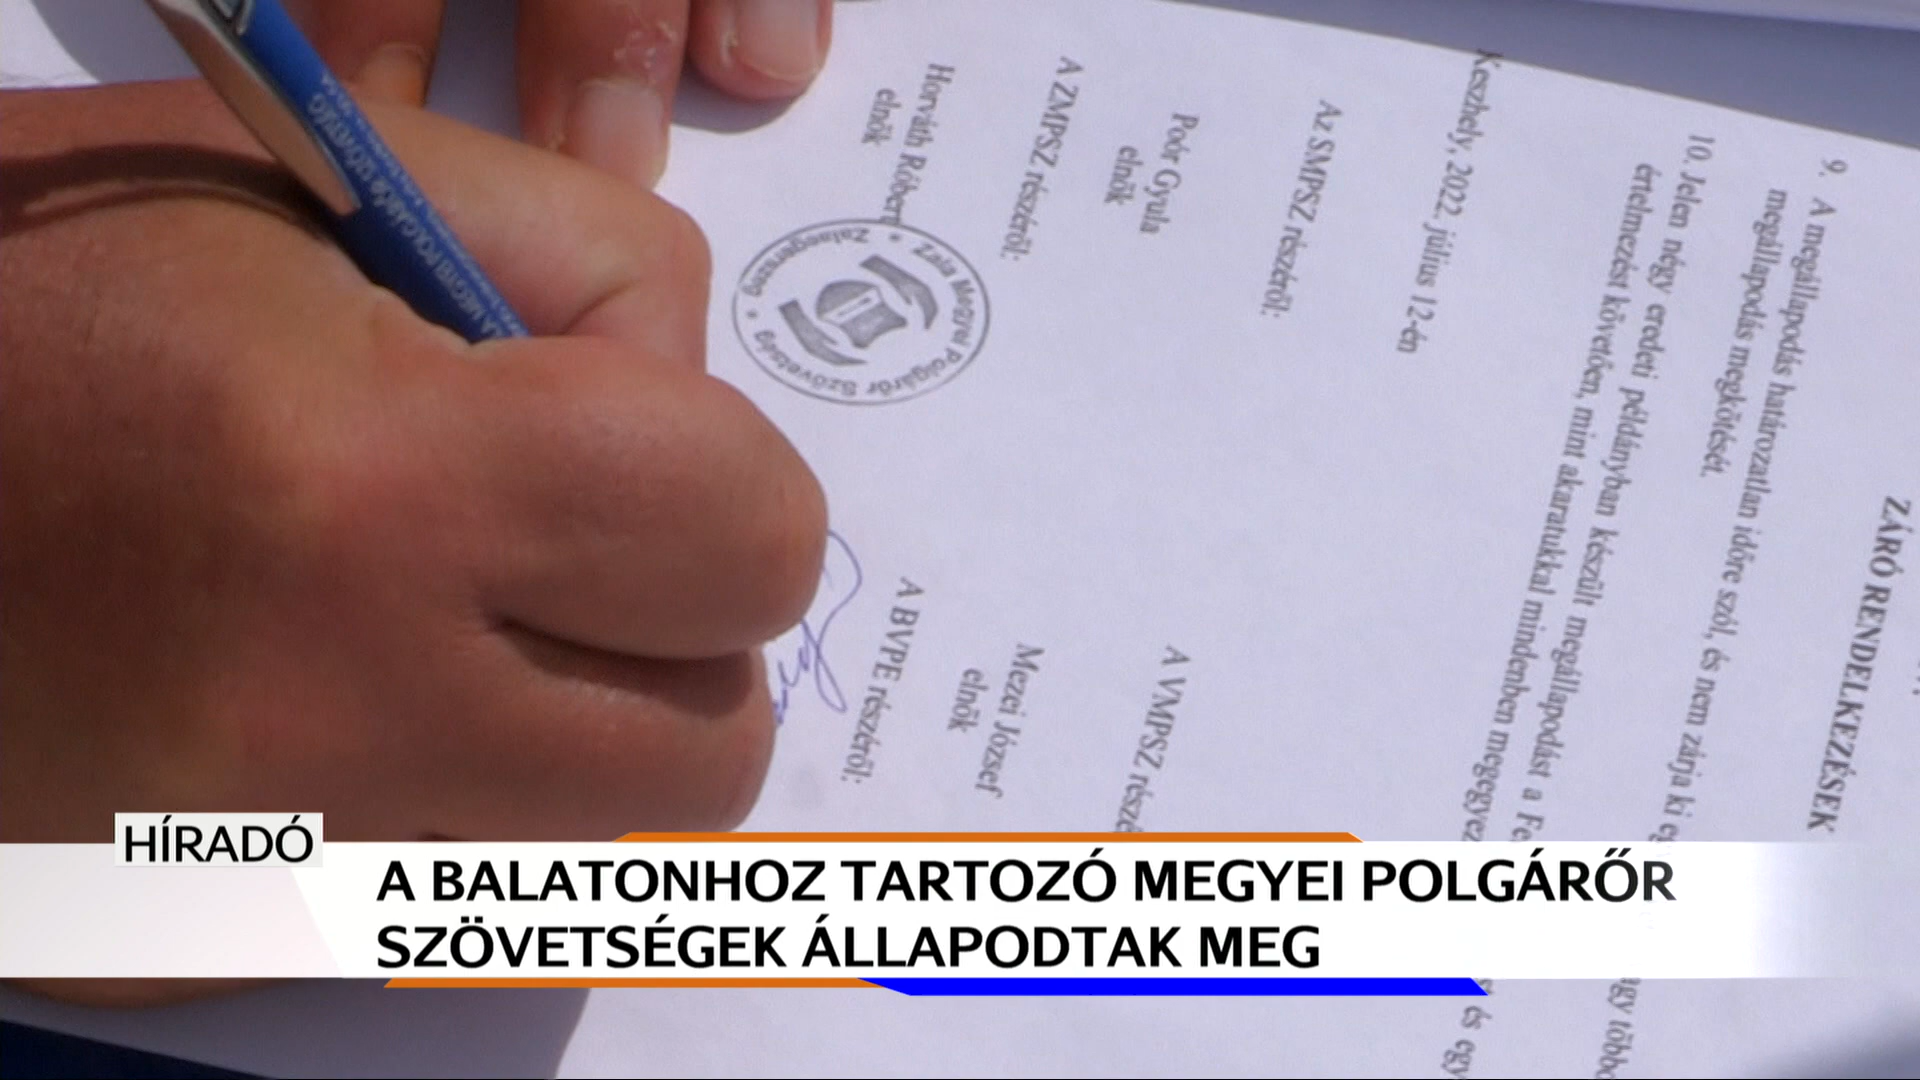 ZÁRÓ RENDELKEZÉSEK
9. A megállapodás határozatlan időre szól, és nem zárja ki
megállapodás megkötését.
10. Jelen négy eredeti példányban készült megállapodást a
értelmezést követően, mint akaratukkal mindenben
és
Keszthely, 2022. július 12-én
Az SMPSZ részéről:
A VMPSZ
Poór Gyula
elnök
Mezei József
elnök
A ZMPSZ részéről:
A BVPE részéről:
Horváth Róbert
elnök
Zala Megyei Polgárőr Szövetség * Zalaegerszeg *
HÍRADÓ
A BALATONHOZ TARTOZÓ MEGYEI POLGÁRŐR
SZÖVETSÉGEK ÁLLAPODTAK MEG